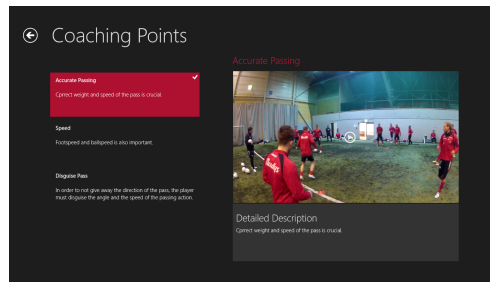 Coaching Points
Accurate Passing
Cprrect weight and speed of the pass is crucial.
Speed
Footspeed and ballspeed is also important.
Disguise Pass
In order to not give away the direction of the pass, the player
must disguise the angle and the speed of the passing action.
Accurate Passing
Detailed Description
Cprrect weight and speed of the pass is crucial.